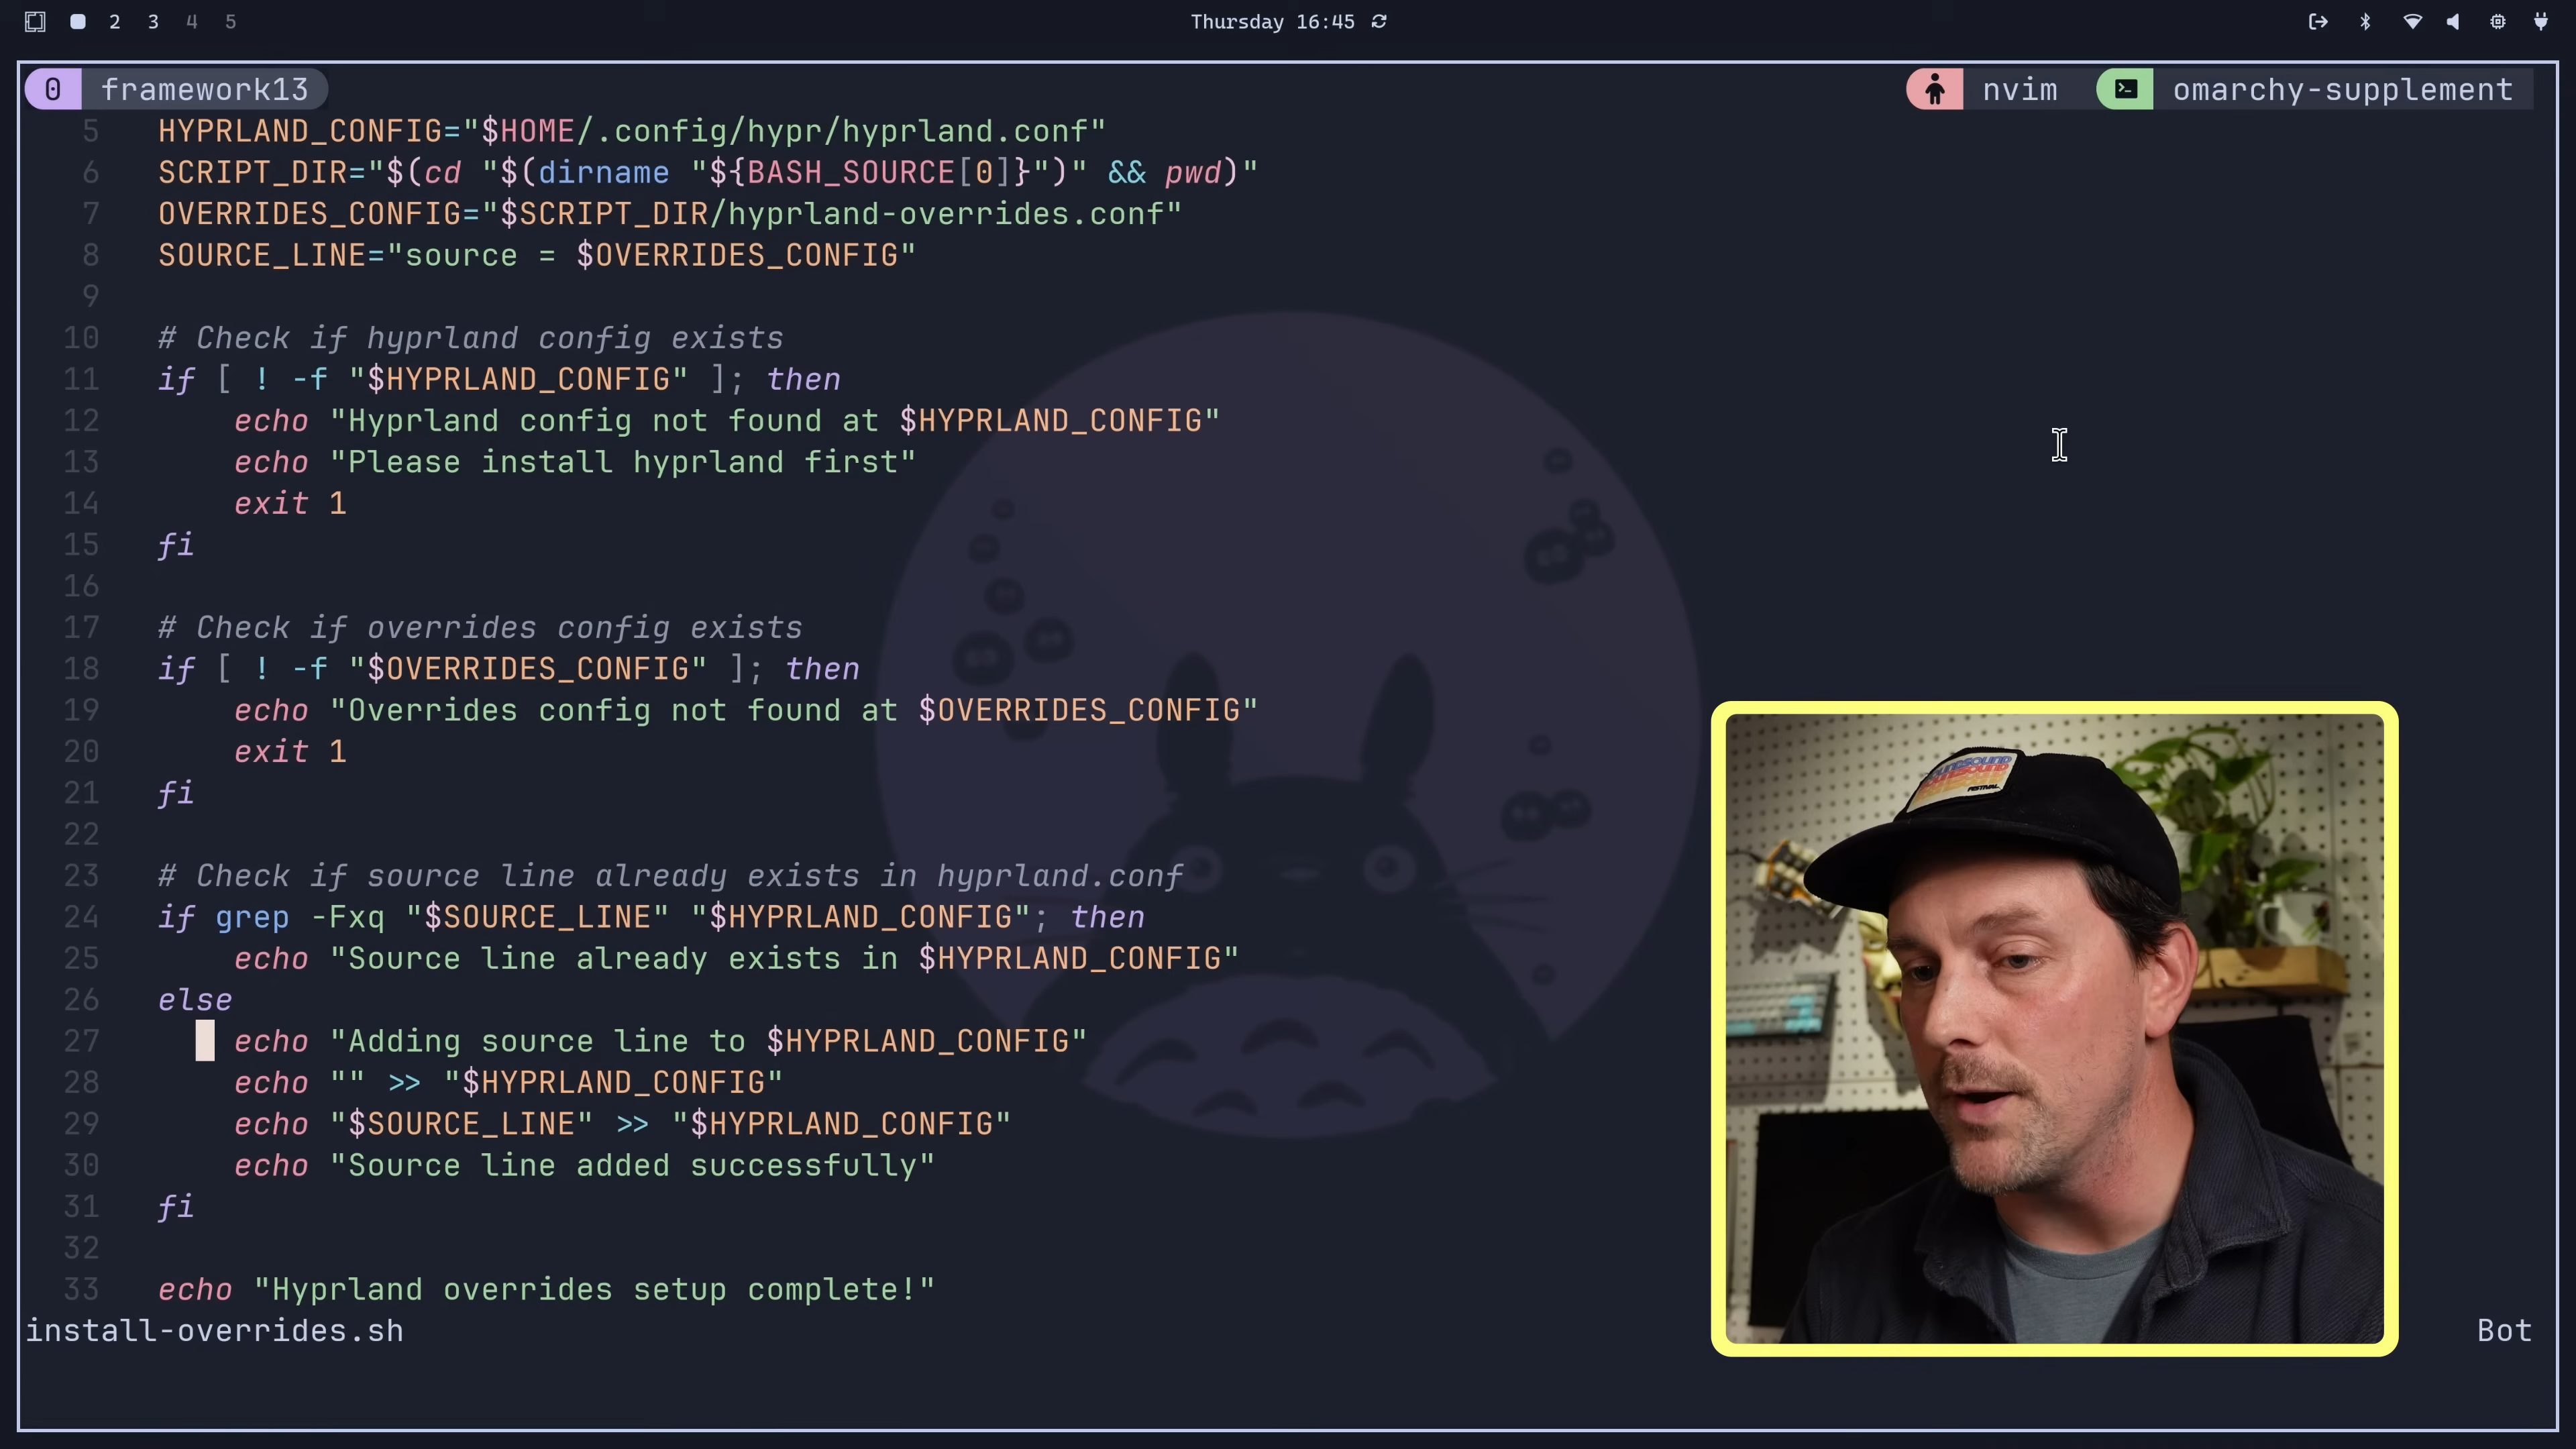 2 3 4 5
Thursday 16:45
0 framework13
nvim omarchy-supplement
5 HYPRLAND_CONFIG="$HOME/.config/hypr/hyprland.conf"
6 SCRIPT_DIR="$(cd "$(dirname "${BASH_SOURCE[0]}")" && pwd)"
7 OVERRIDES_CONFIG="$SCRIPT_DIR/hyprland-overrides.conf"
8 SOURCE_LINE="source = $OVERRIDES_CONFIG"
9
10 # Check if hyprland config exists
11 if [ ! -f "$HYPRLAND_CONFIG" ]; then
12 echo "Hyprland config not found at $HYPRLAND_CONFIG"
13 echo "Please install hyprland first"
14 exit 1
15 fi
16
17 # Check if overrides config exists
18 if [ ! -f "$OVERRIDES_CONFIG" ]; then
19 echo "Overrides config not found at $OVERRIDES_CONFIG"
20 exit 1
21 fi
22
23 # Check if source line already exists in hyprland.conf
24 if grep -Fxq "$SOURCE_LINE" "$HYPRLAND_CONFIG"; then
25 echo "Source line already exists in $HYPRLAND_CONFIG"
26 else
27 echo "Adding source line to $HYPRLAND_CONFIG"
28 echo "" >> "$HYPRLAND_CONFIG"
29 echo "$SOURCE_LINE" >> "$HYPRLAND_CONFIG"
30 echo "Source line added successfully"
31 fi
32
33 echo "Hyprland overrides setup complete!"
install-overrides.sh
Bot
FESTIVAL